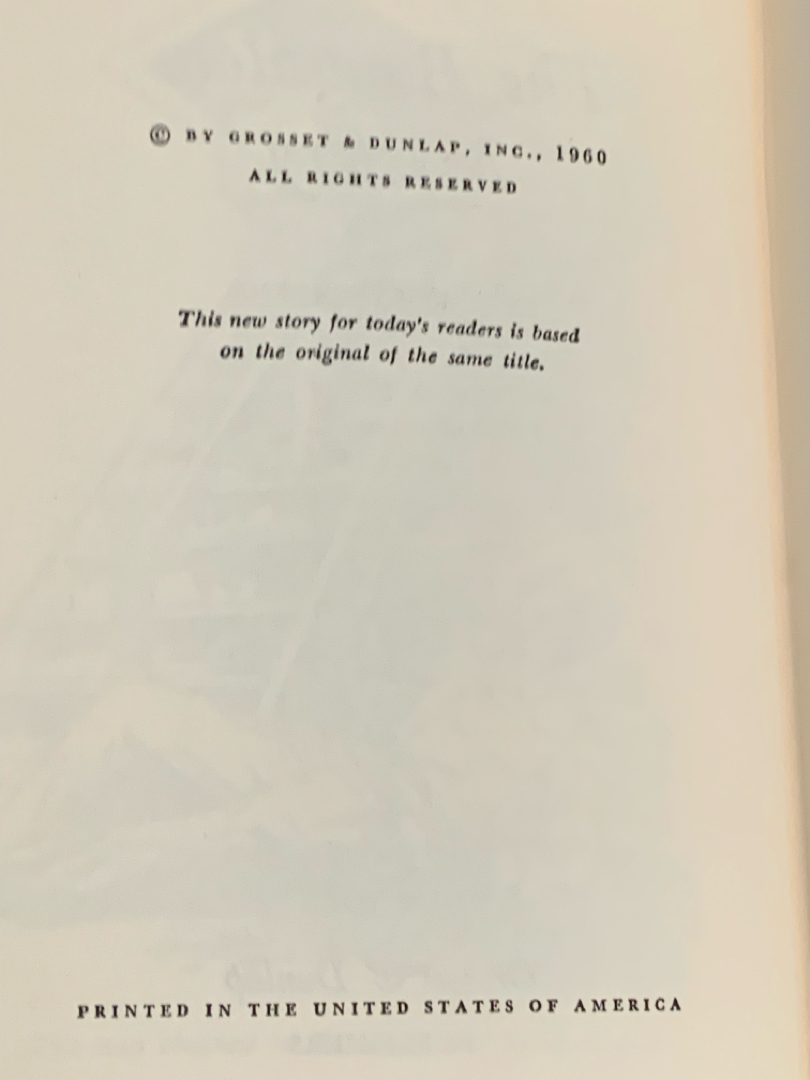 © BY GROSSET & DUNLAP, INC., 1960
ALL RIGHTS RESERVED
This new story for today's readers is based
on the original of the same title.
PRINTED IN THE UNITED STATES OF AMERICA